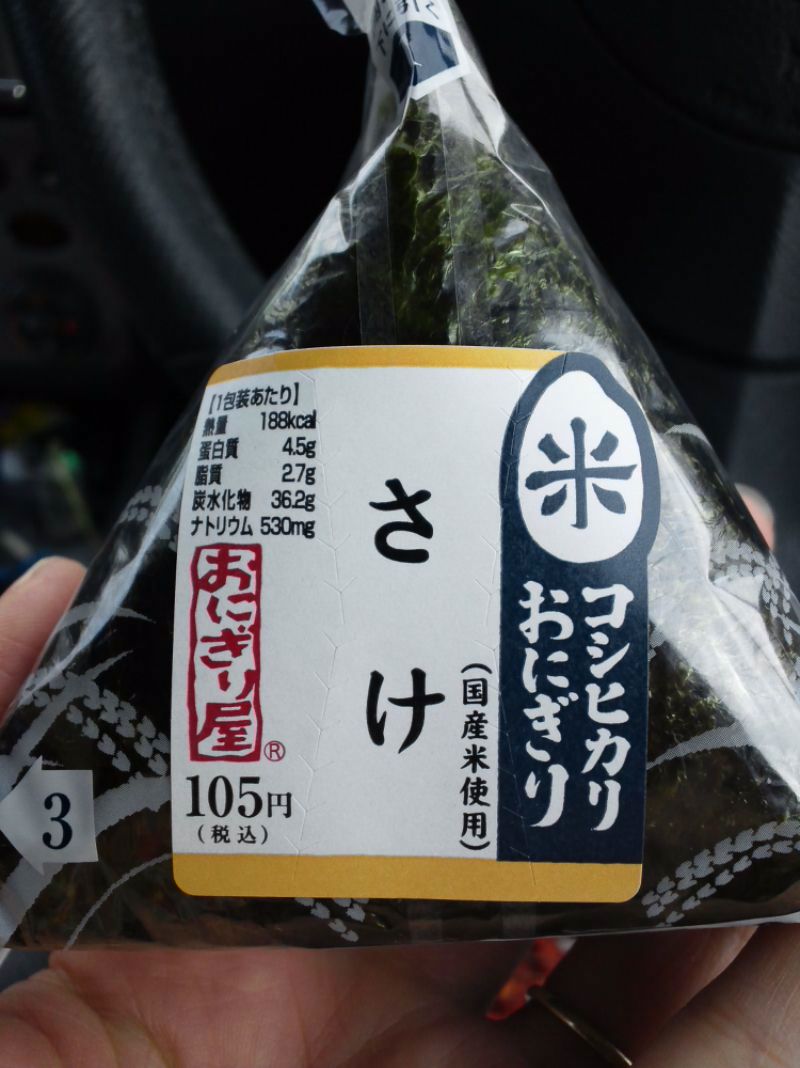 【1包装あたり】
熱量 188kcal
蛋白質 4.5g
脂質 2.7g
炭水化物 36.2g
ナトリウム 530mg
おにぎり屋®
105円
(税込)
さけ
(国産米使用)
米
コシヒカリ
おにぎり
3